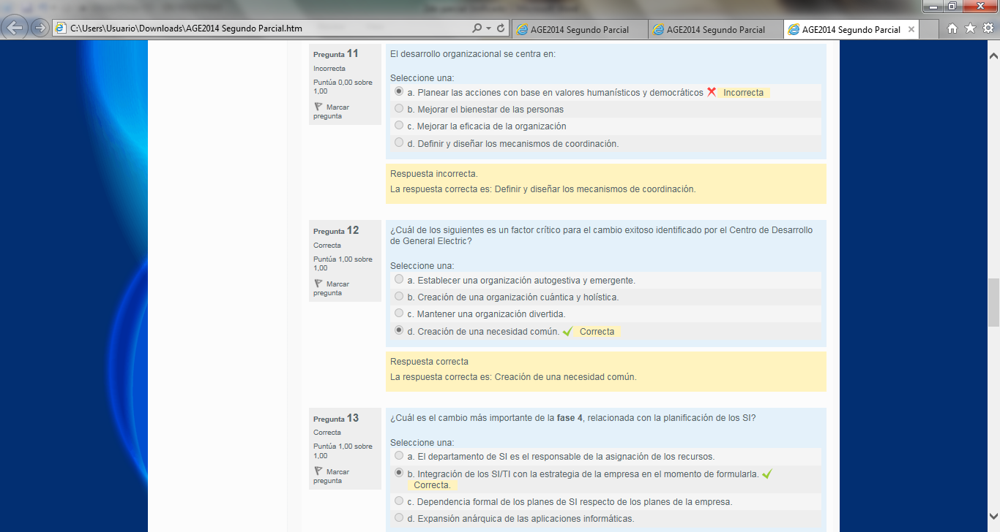 C:\Users\Usuario\Downloads\AGE2014 Segundo Parcial.htm
AGE2014 Segundo Parcial
AGE2014 Segundo Parcial
AGE2014 Segundo Parcial
Pregunta 11
Incorrecta
Puntúa 0,00 sobre
1,00
Marcar
pregunta
El desarrollo organizacional se centra en:
Seleccione una:
a. Planear las acciones con base en valores humanísticos y democráticos Incorrecta
b. Mejorar el bienestar de las personas
c. Mejorar la eficacia de la organización
d. Definir y diseñar los mecanismos de coordinación.
Respuesta incorrecta.
La respuesta correcta es: Definir y diseñar los mecanismos de coordinación.
Pregunta 12
Correcta
Puntúa 1,00 sobre
1,00
Marcar
pregunta
¿Cuál de los siguientes es un factor crítico para el cambio exitoso identificado por el Centro de Desarrollo
de General Electric?
Seleccione una:
a. Establecer una organización autogestiva y emergente.
b. Creación de una organización cuántica y holística.
c. Mantener una organización divertida.
d. Creación de una necesidad común. Correcta
Respuesta correcta
La respuesta correcta es: Creación de una necesidad común.
Pregunta 13
Correcta
Puntúa 1,00 sobre
1,00
Marcar
pregunta
¿Cuál es el cambio más importante de la fase 4, relacionada con la planificación de los SI?
Seleccione una:
a. El departamento de SI es el responsable de la asignación de los recursos.
b. Integración de los SI/TI con la estrategia de la empresa en el momento de formularla.
Correcta.
c. Dependencia formal de los planes de SI respecto de los planes de la empresa.
d. Expansión anárquica de las aplicaciones informáticas.